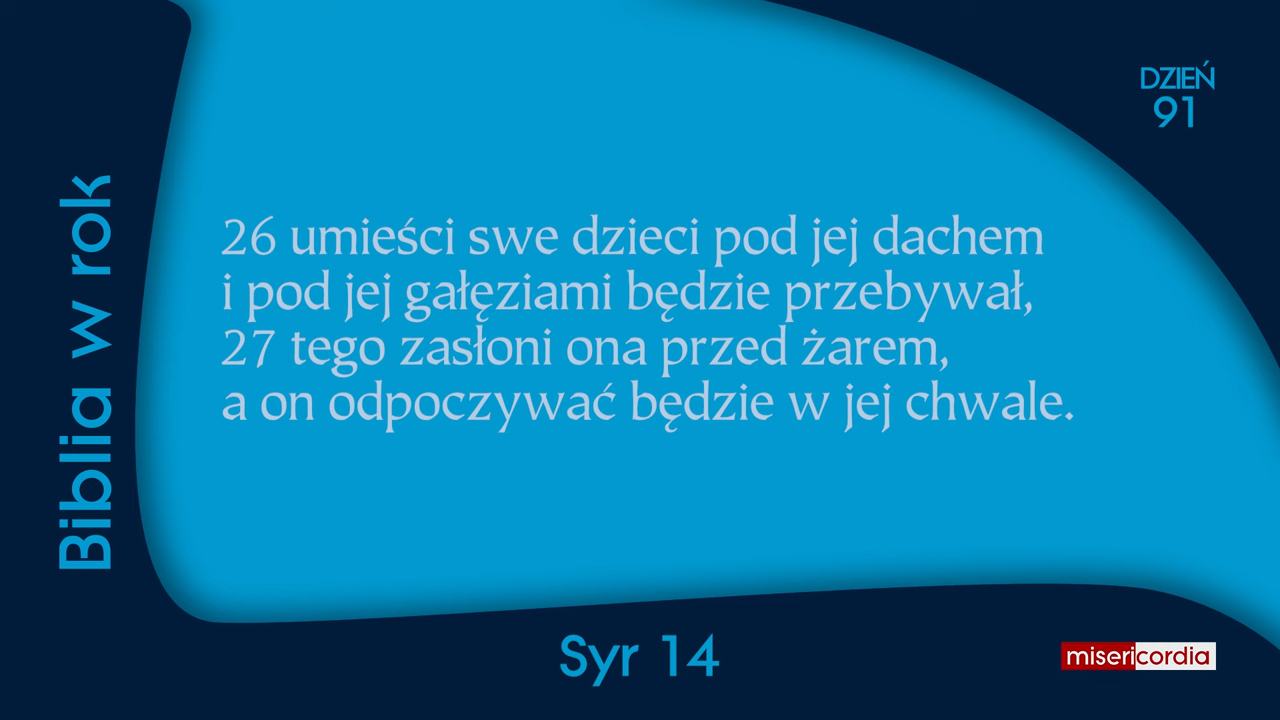 DZIEŃ
91
Biblia w rok
26 umieści swe dzieci pod jej dachem
i pod jej gałęziami będzie przebywał,
27 tego zasłoni ona przed żarem,
a on odpoczywać będzie w jej chwale.
Syr 14
misericordia